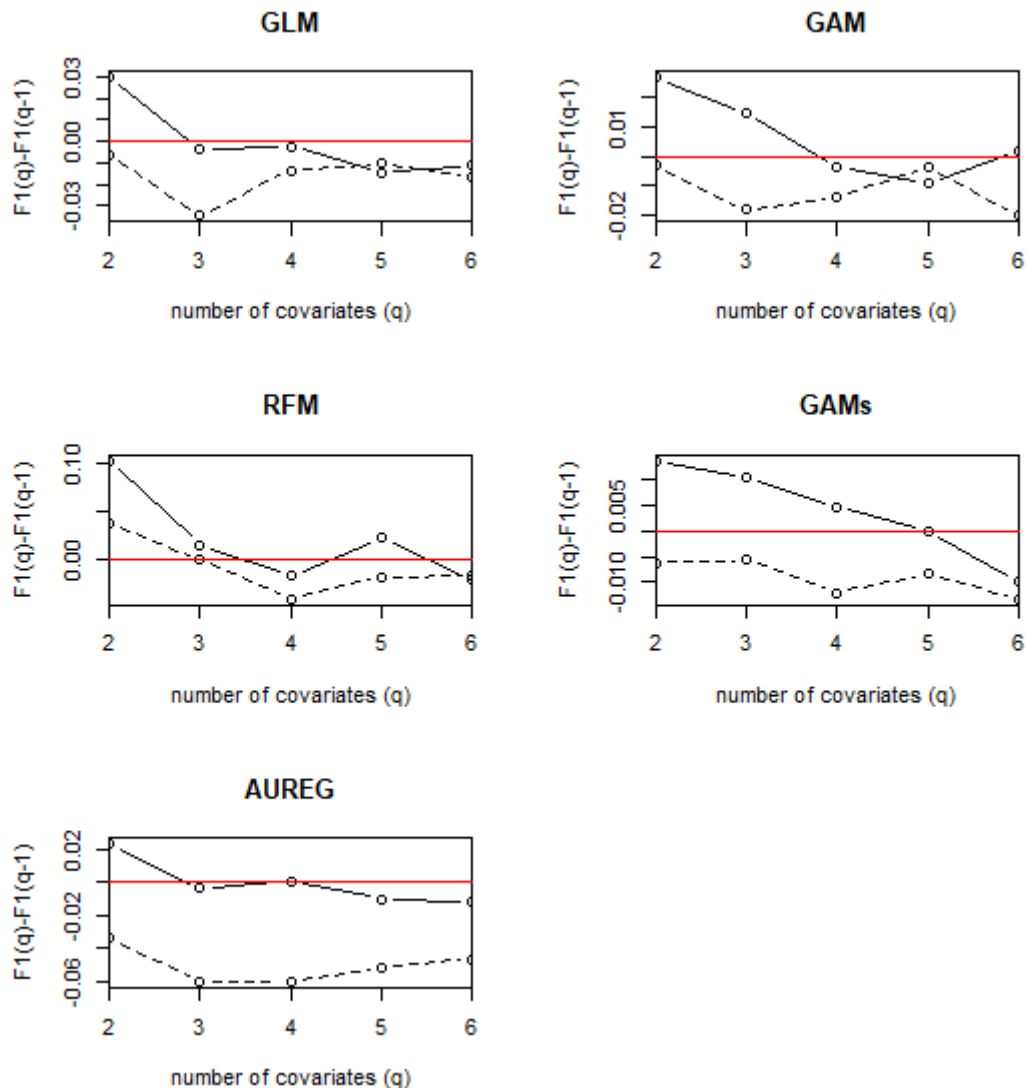 GLM
F1(q)-F1(q-1)
0.03
0.00
-0.03
2 3 4 5 6
number of covariates (q)
GAM
F1(q)-F1(q-1)
0.01
-0.02
2 3 4 5 6
number of covariates (q)
RFM
F1(q)-F1(q-1)
0.10
0.00
2 3 4 5 6
number of covariates (q)
GAMs
F1(q)-F1(q-1)
0.005
-0.010
2 3 4 5 6
number of covariates (q)
AUREG
F1(q)-F1(q-1)
0.02
-0.02
-0.06
2 3 4 5 6
number of covariates (q)